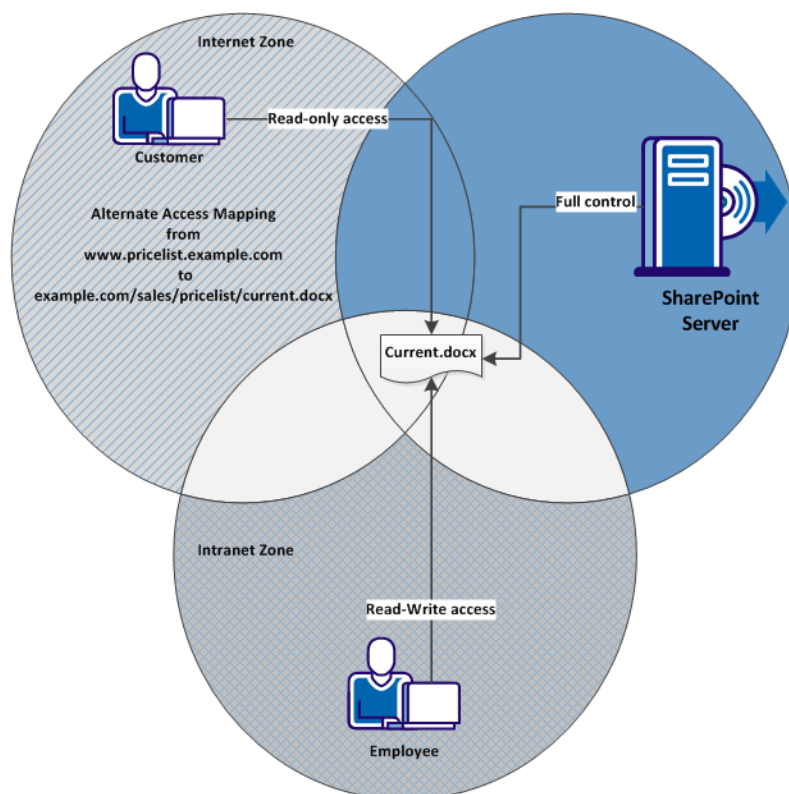 Internet Zone
Customer
Read-only access
Alternate Access Mapping
from
www.pricelist.example.com
to
example.com/sales/pricelist/current.docx
Full control
SharePoint
Server
Current.docx
Intranet Zone
Read-Write access
Employee